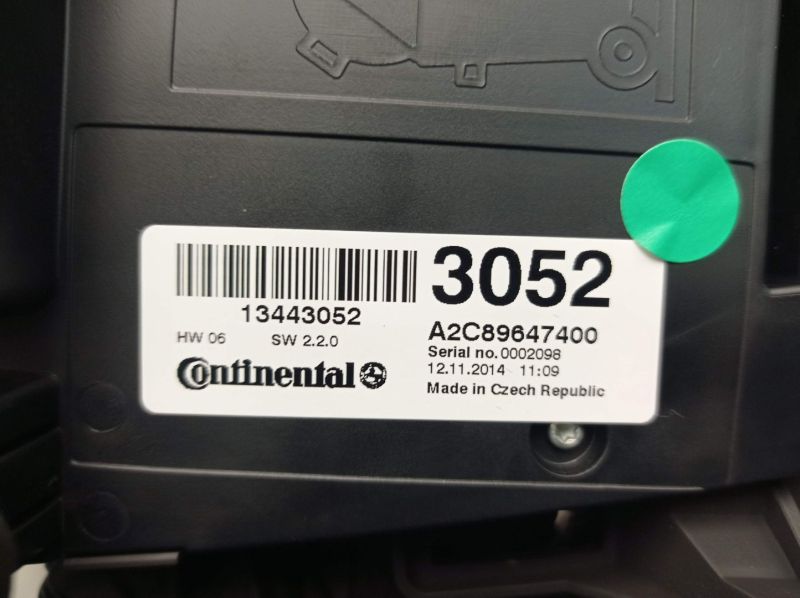 3052
13443052
A2C89647400
HW 06 SW 2.2.0
Serial no.0002098
12.11.2014 11:09
Continental
Made in Czech Republic